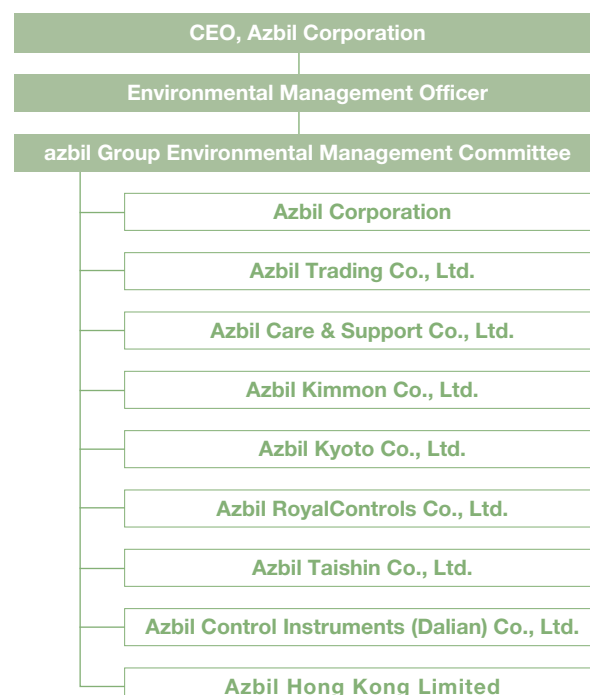 CEO, Azbil Corporation
Environmental Management Officer
azbil Group Environmental Management Committee
Azbil Corporation
Azbil Trading Co., Ltd.
Azbil Care & Support Co., Ltd.
Azbil Kimmon Co., Ltd.
Azbil Kyoto Co., Ltd.
Azbil RoyalControls Co., Ltd.
Azbil Taishin Co., Ltd.
Azbil Control Instruments (Dalian) Co., Ltd.
Azbil Hong Kong Limited